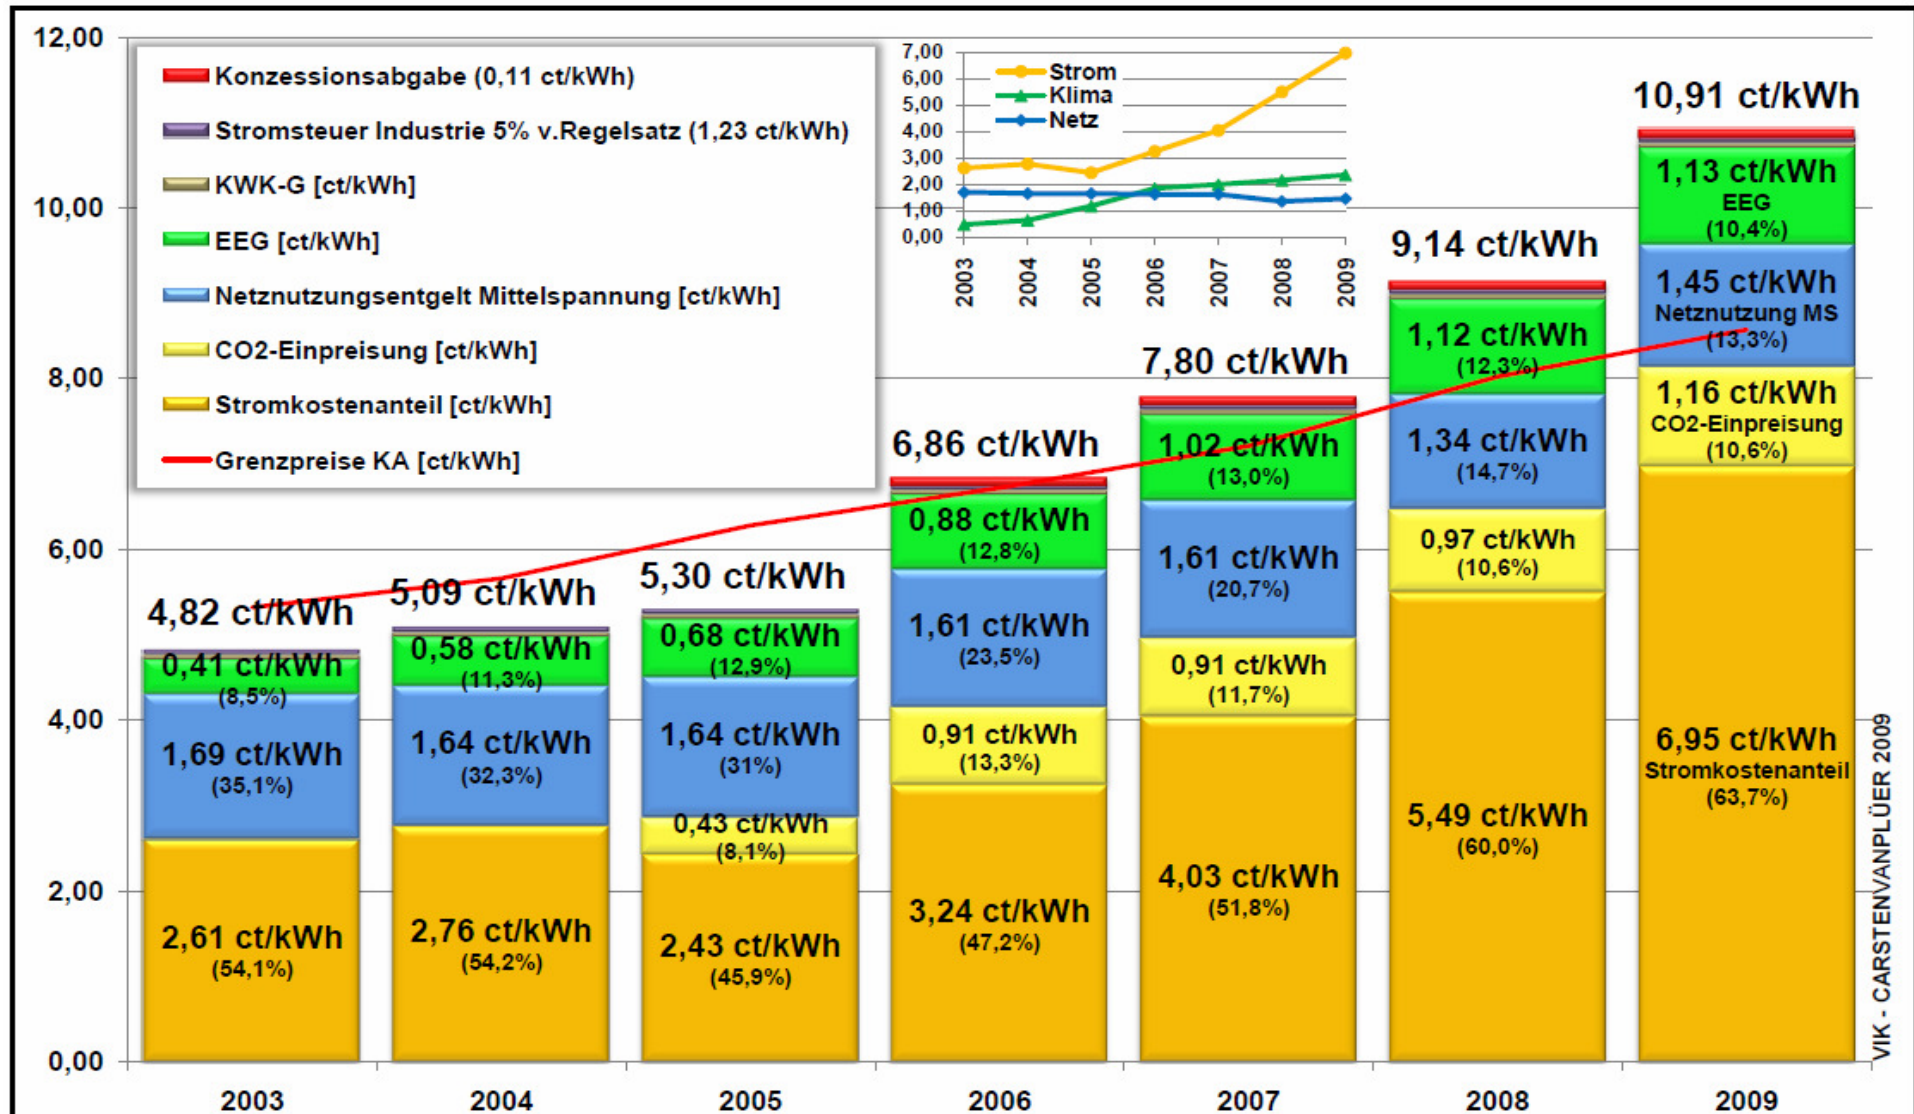 12,00
10,00
8,00
6,00
4,00
2,00
0,00
Konzessionsabgabe (0,11 ct/kWh)
Stromsteuer Industrie 5% v.Regelsatz (1,23 ct/kWh)
KWK-G [ct/kWh]
EEG [ct/kWh]
Netznutzungsentgelt Mittelspannung [ct/kWh]
CO2-Einpreisung [ct/kWh]
Stromkostenanteil [ct/kWh]
Grenzpreise KA [ct/kWh]
7,00
6,00
5,00
4,00
3,00
2,00
1,00
0,00
Strom
Klima
Netz
2003
2004
2005
2006
2007
2008
2009
4,82 ct/kWh
0,41 ct/kWh
(8,5%)
1,69 ct/kWh
(35,1%)
2,61 ct/kWh
(54,1%)
5,09 ct/kWh
0,58 ct/kWh
(11,3%)
1,64 ct/kWh
(32,3%)
2,76 ct/kWh
(54,2%)
5,30 ct/kWh
0,68 ct/kWh
(12,9%)
1,64 ct/kWh
(31%)
0,43 ct/kWh
(8,1%)
2,43 ct/kWh
(45,9%)
6,86 ct/kWh
0,88 ct/kWh
(12,8%)
1,61 ct/kWh
(23,5%)
0,91 ct/kWh
(13,3%)
3,24 ct/kWh
(47,2%)
7,80 ct/kWh
1,02 ct/kWh
(13,0%)
1,61 ct/kWh
(20,7%)
0,91 ct/kWh
(11,7%)
4,03 ct/kWh
(51,8%)
9,14 ct/kWh
1,12 ct/kWh
(12,3%)
1,34 ct/kWh
(14,7%)
0,97 ct/kWh
(10,6%)
5,49 ct/kWh
(60,0%)
10,91 ct/kWh
1,13 ct/kWh
EEG
(10,4%)
1,45 ct/kWh
Netznutzung MS
(13,3%)
1,16 ct/kWh
CO2-Einpreisung
(10,6%)
6,95 ct/kWh
Stromkostenanteil
(63,7%)
2003
2004
2005
2006
2007
2008
2009
VIK - CARSTENVANPLÜER 2009